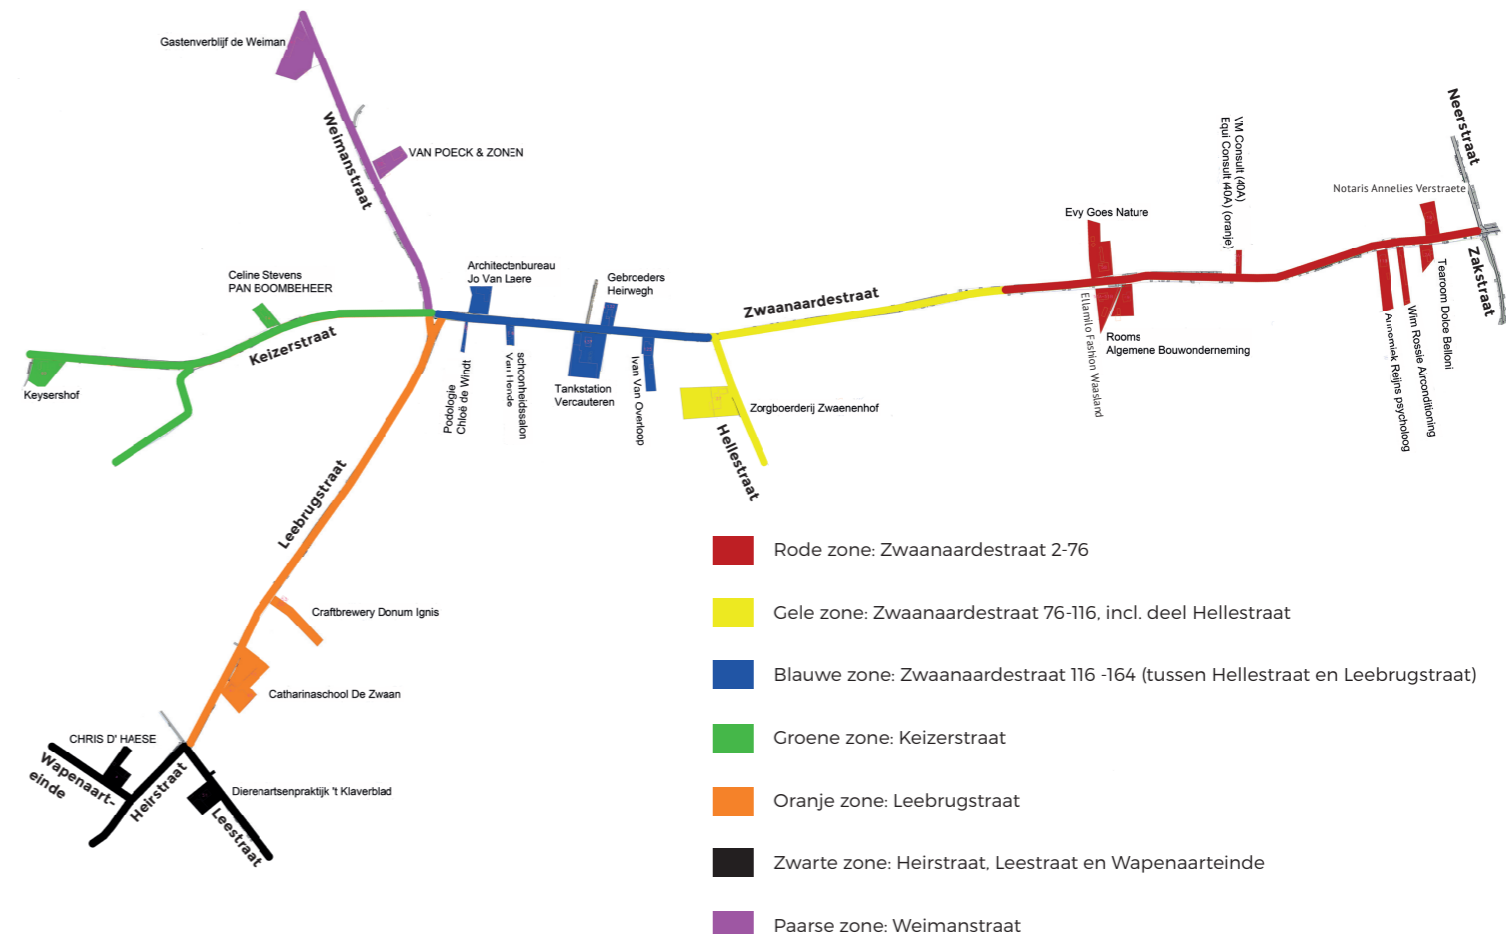 Gastenverblijf de Weiman
Weimanstraat
VAN POECK & ZONEN
Celine Stevens
PAN BOOMBEHEER
Keizerstraat
Keysershof
Architectenbureau
Jo Van Laere
Gebroeders
Heirwegh
Podologie
Chloë de Windt
schoonheidssalon
Van Hende
Tankstation
Vercauteren
Ivan Van Overloop
Zwaanaardestraat
Zorgboerderij Zwaenenhof
Hellestraat
Evy Goes Nature
Ellamilo Fashion Waasland
Rooms
Algemene Bouwonderneming
VM Consult (40A)
Equi Consult (40A) (oranje)
Notaris Annelies Verstraete
Neerstraat
Zakstraat
Tearoom Dolce Belloni
Wim Rossie Airconditioning
Annemiek Reijns psycholoog
Leebrugstraat
Craftbrewery Donum Ignis
Catharinaschool De Zwaan
CHRIS D' HAESE
Wapenaart-
einde
Heirstraat
Dierenartsenpraktijk 't Klaverblad
Leestraat
Rode zone: Zwaanaardestraat 2-76
Gele zone: Zwaanaardestraat 76-116, incl. deel Hellestraat
Blauwe zone: Zwaanaardestraat 116 -164 (tussen Hellestraat en Leebrugstraat)
Groene zone: Keizerstraat
Oranje zone: Leebrugstraat
Zwarte zone: Heirstraat, Leestraat en Wapenaarteinde
Paarse zone: Weimanstraat